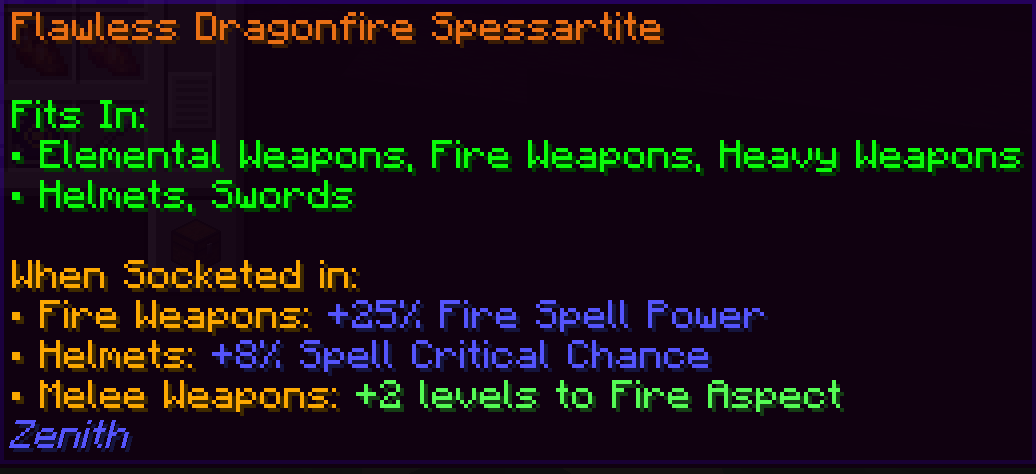 Flawless Dragonfire Spessartite
Fits In:
• Elemental Weapons, Fire Weapons, Heavy Weapons
• Helmets, Swords
When Socketed in:
• Fire Weapons: +25% Fire Spell Power
• Helmets: +8% Spell Critical Chance
• Melee Weapons: +2 levels to Fire Aspect
Zenith